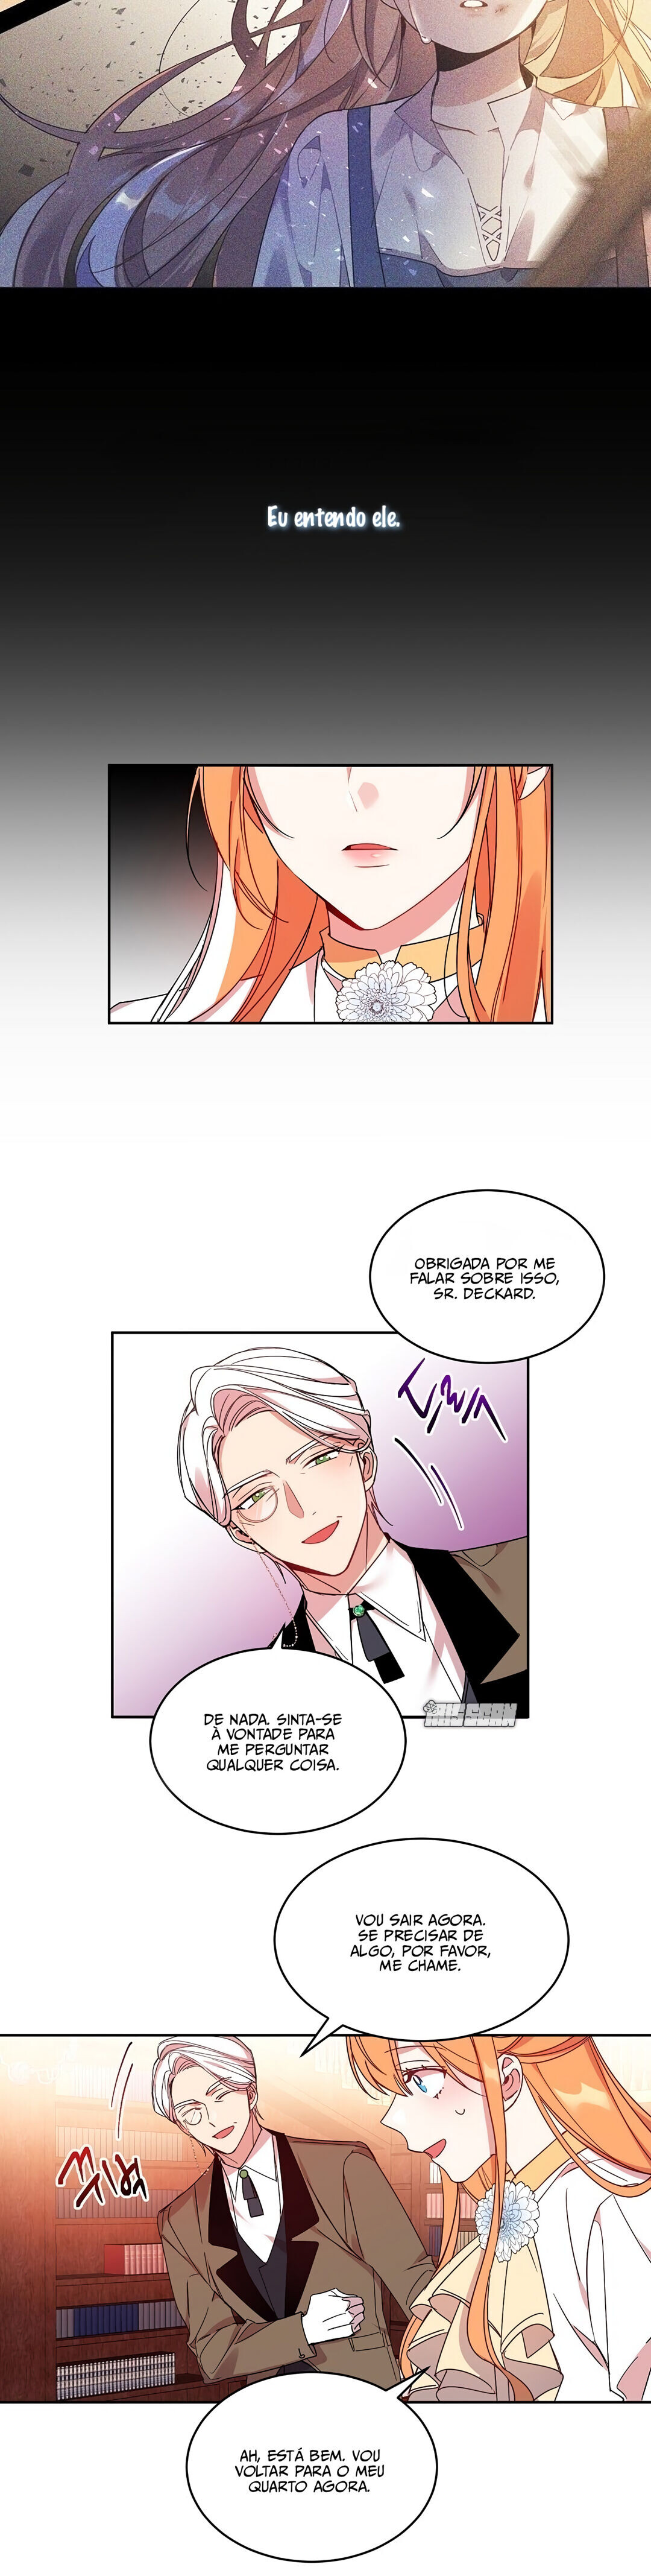 Eu entendo ele.
OBRIGADA POR ME
FALAR SOBRE ISSO,
SR. DECKARD.
DE NADA. SINTA-SE
À VONTADE PARA
ME PERGUNTAR
QUALQUER COISA.
VOU SAIR AGORA.
SE PRECISAR DE
ALGO, POR FAVOR,
ME CHAME.
AH, ESTÁ BEM. VOU
VOLTAR PARA O MEU
QUARTO AGORA.